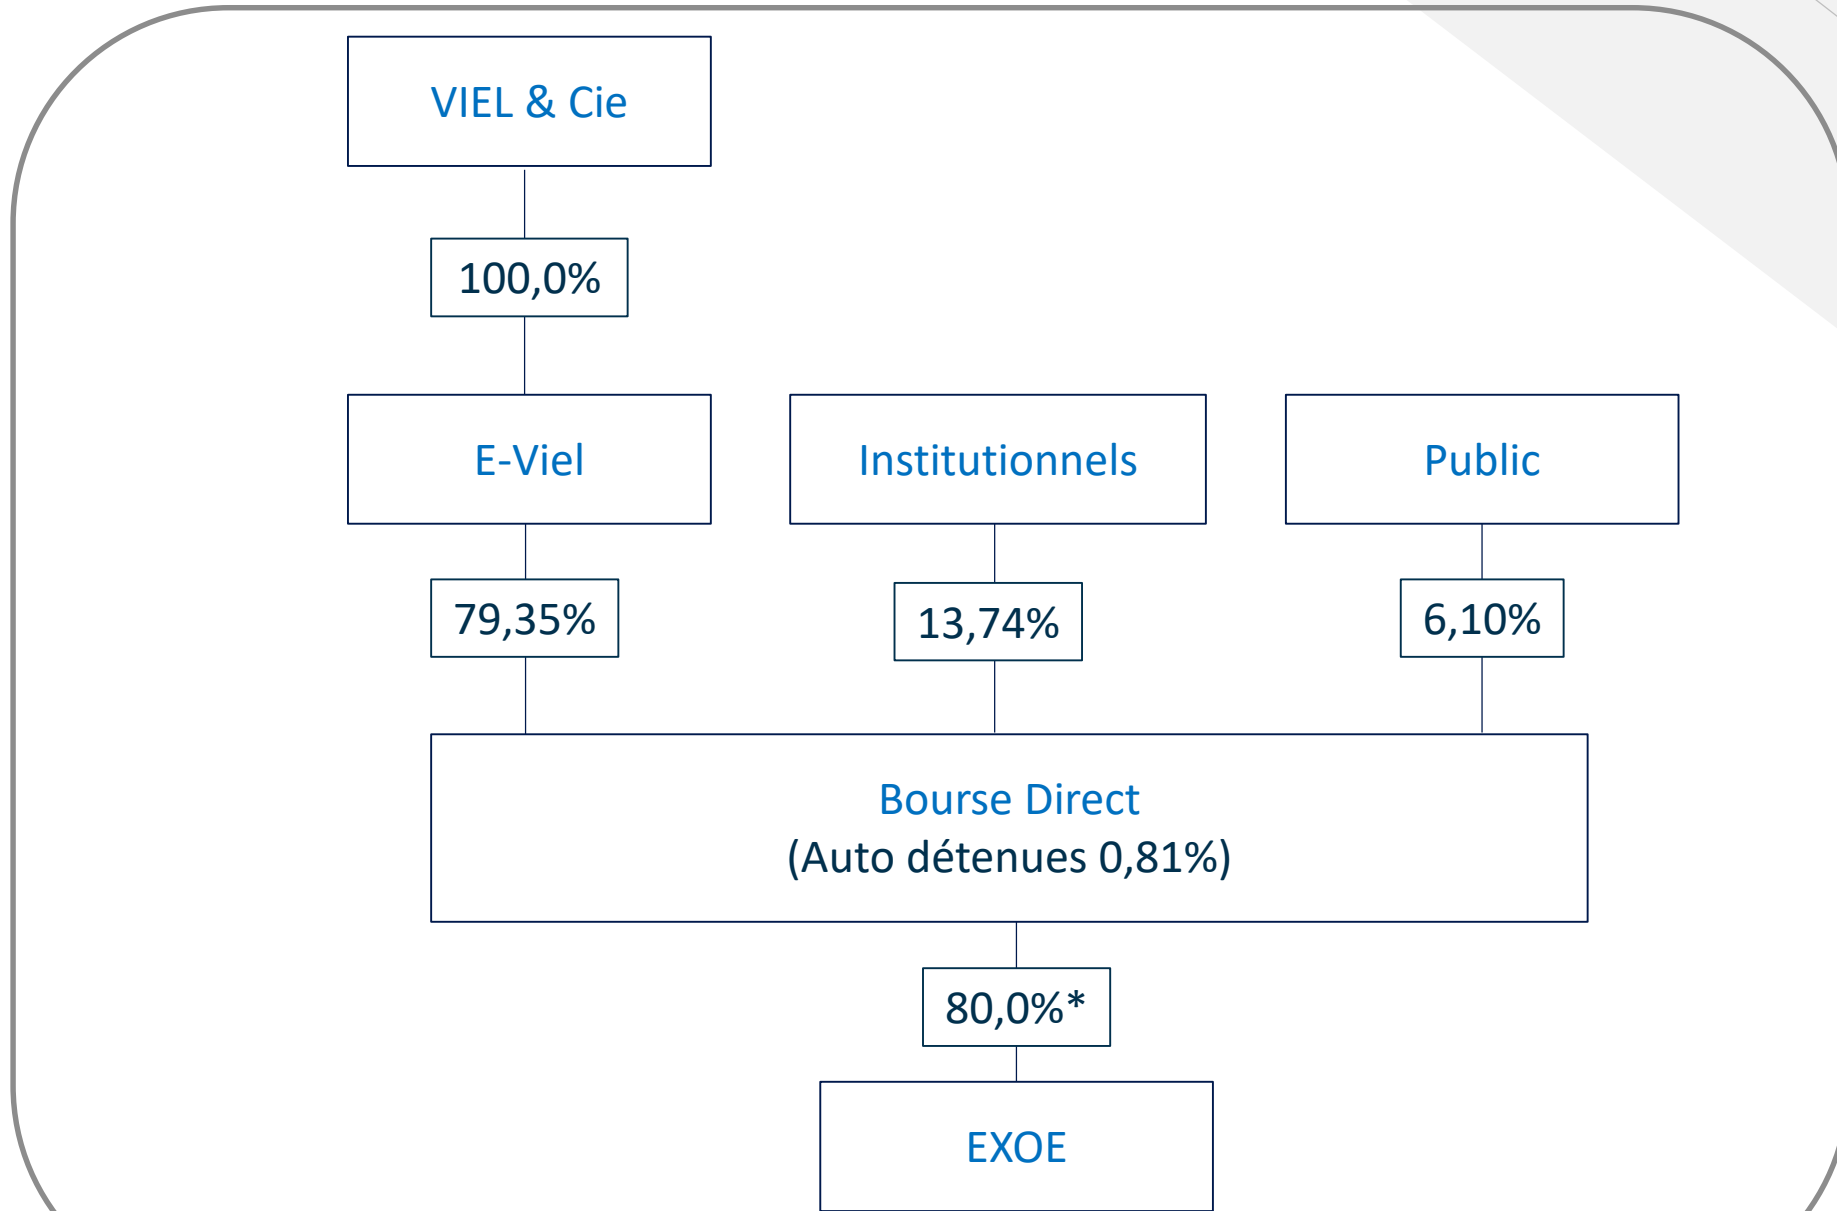 VIEL & Cie
100,0%
E-Viel
Institutionnels
Public
79,35%
13,74%
6,10%
Bourse Direct
(Auto détenues 0,81%)
80,0%*
EXOE